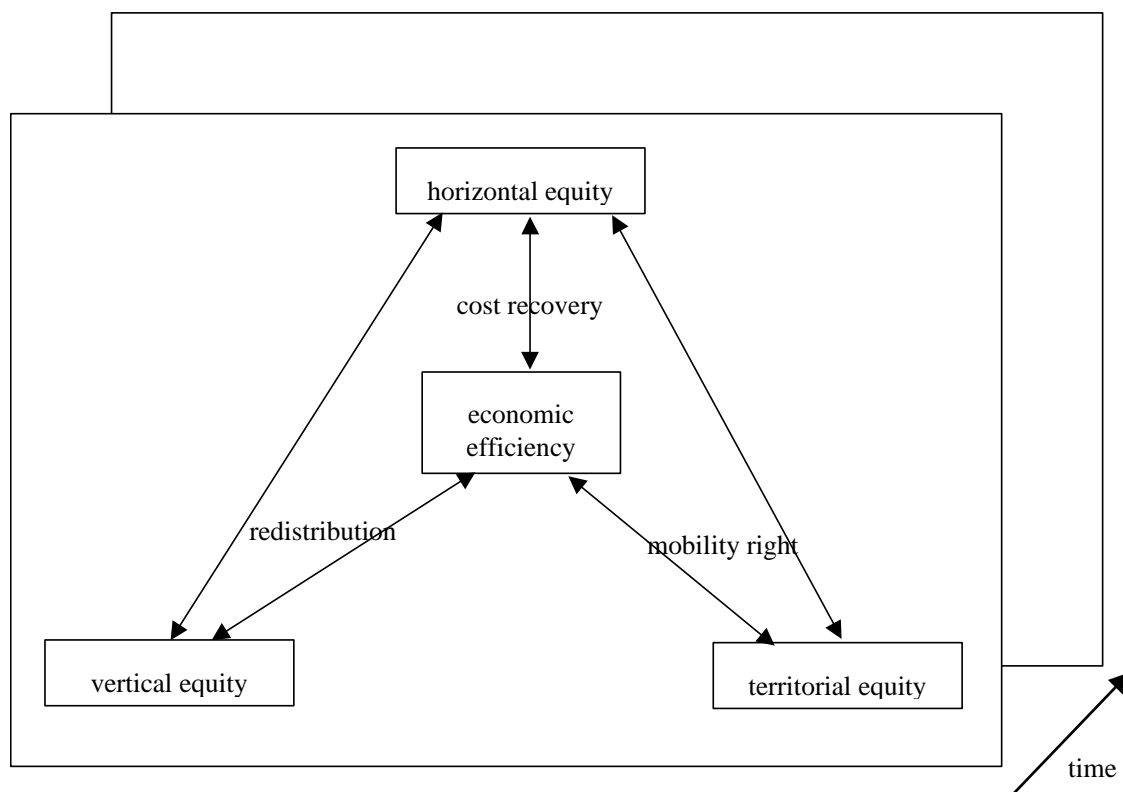 horizontal equity
cost recovery
economic
efficiency
redistribution
mobility right
vertical equity
territorial equity
time